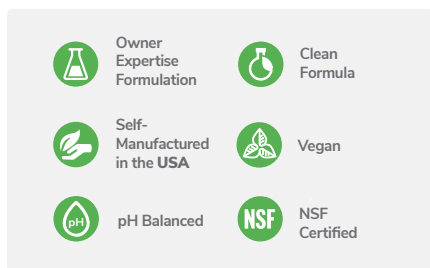 Owner
Expertise
Formulation
Clean
Formula
Self-
Manufactured
in the USA
Vegan
pH
pH Balanced
NSF
NSF
Certified